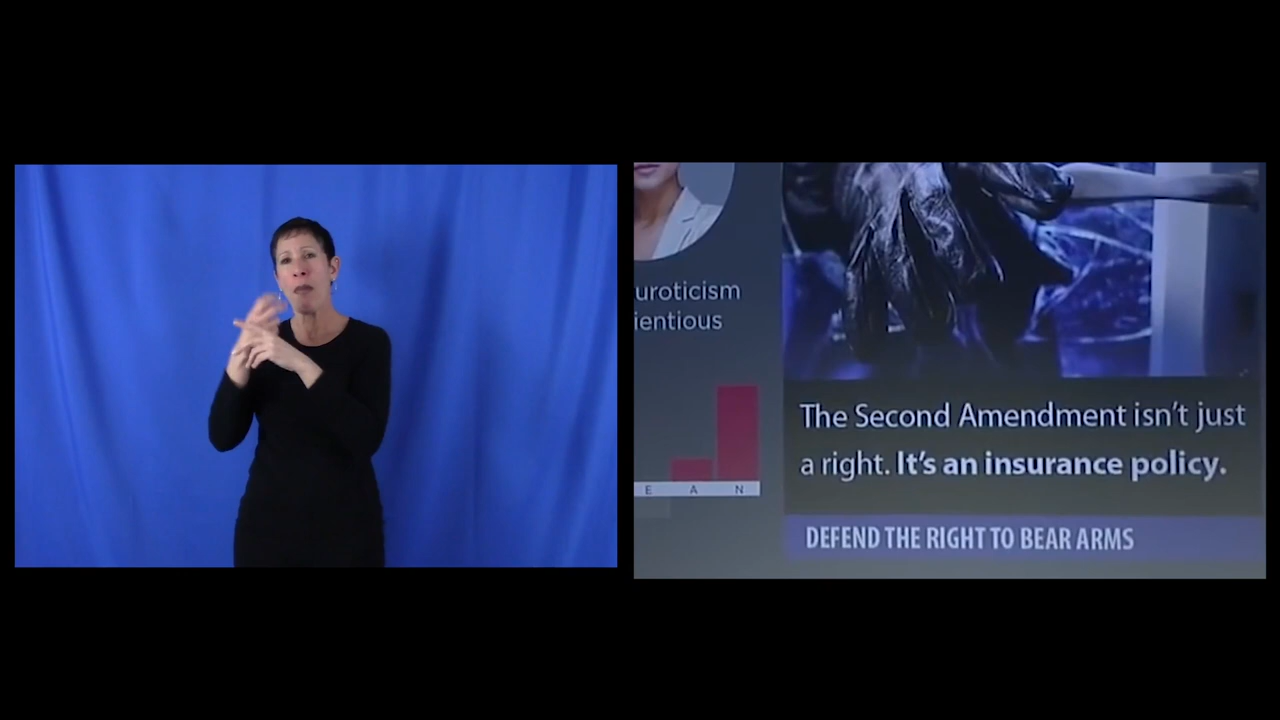 uroticism
ientious
E A N
The Second Amendment isn't just
a right. It's an insurance policy.
DEFEND THE RIGHT TO BEAR ARMS